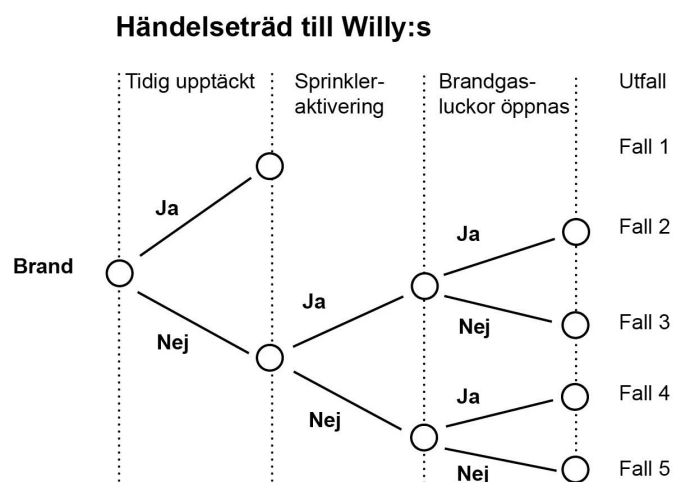 Händelseträd till Willy:s
Tidig upptäckt
Sprinkler-
aktivering
Brandgas-
luckor öppnas
Utfall
Fall 1
Ja
Fall 2
Ja
Brand
Ja
Nej
Fall 3
Nej
Ja
Fall 4
Nej
Nej
Fall 5